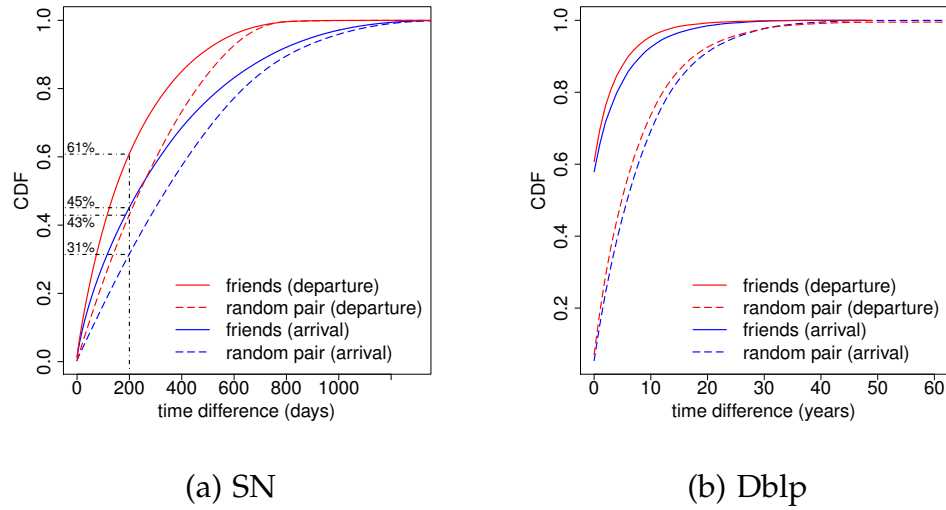 CDF
1.0
0.8
0.6
0.4
0.2
0.0
61%
45%
43%
31%
friends (departure)
random pair (departure)
friends (arrival)
random pair (arrival)
0 200 400 600 800 1000
time difference (days)
(a) SN
CDF
1.0
0.8
0.6
0.4
0.2
friends (departure)
random pair (departure)
friends (arrival)
random pair (arrival)
0 10 20 30 40 50 60
time difference (years)
(b) Dblp